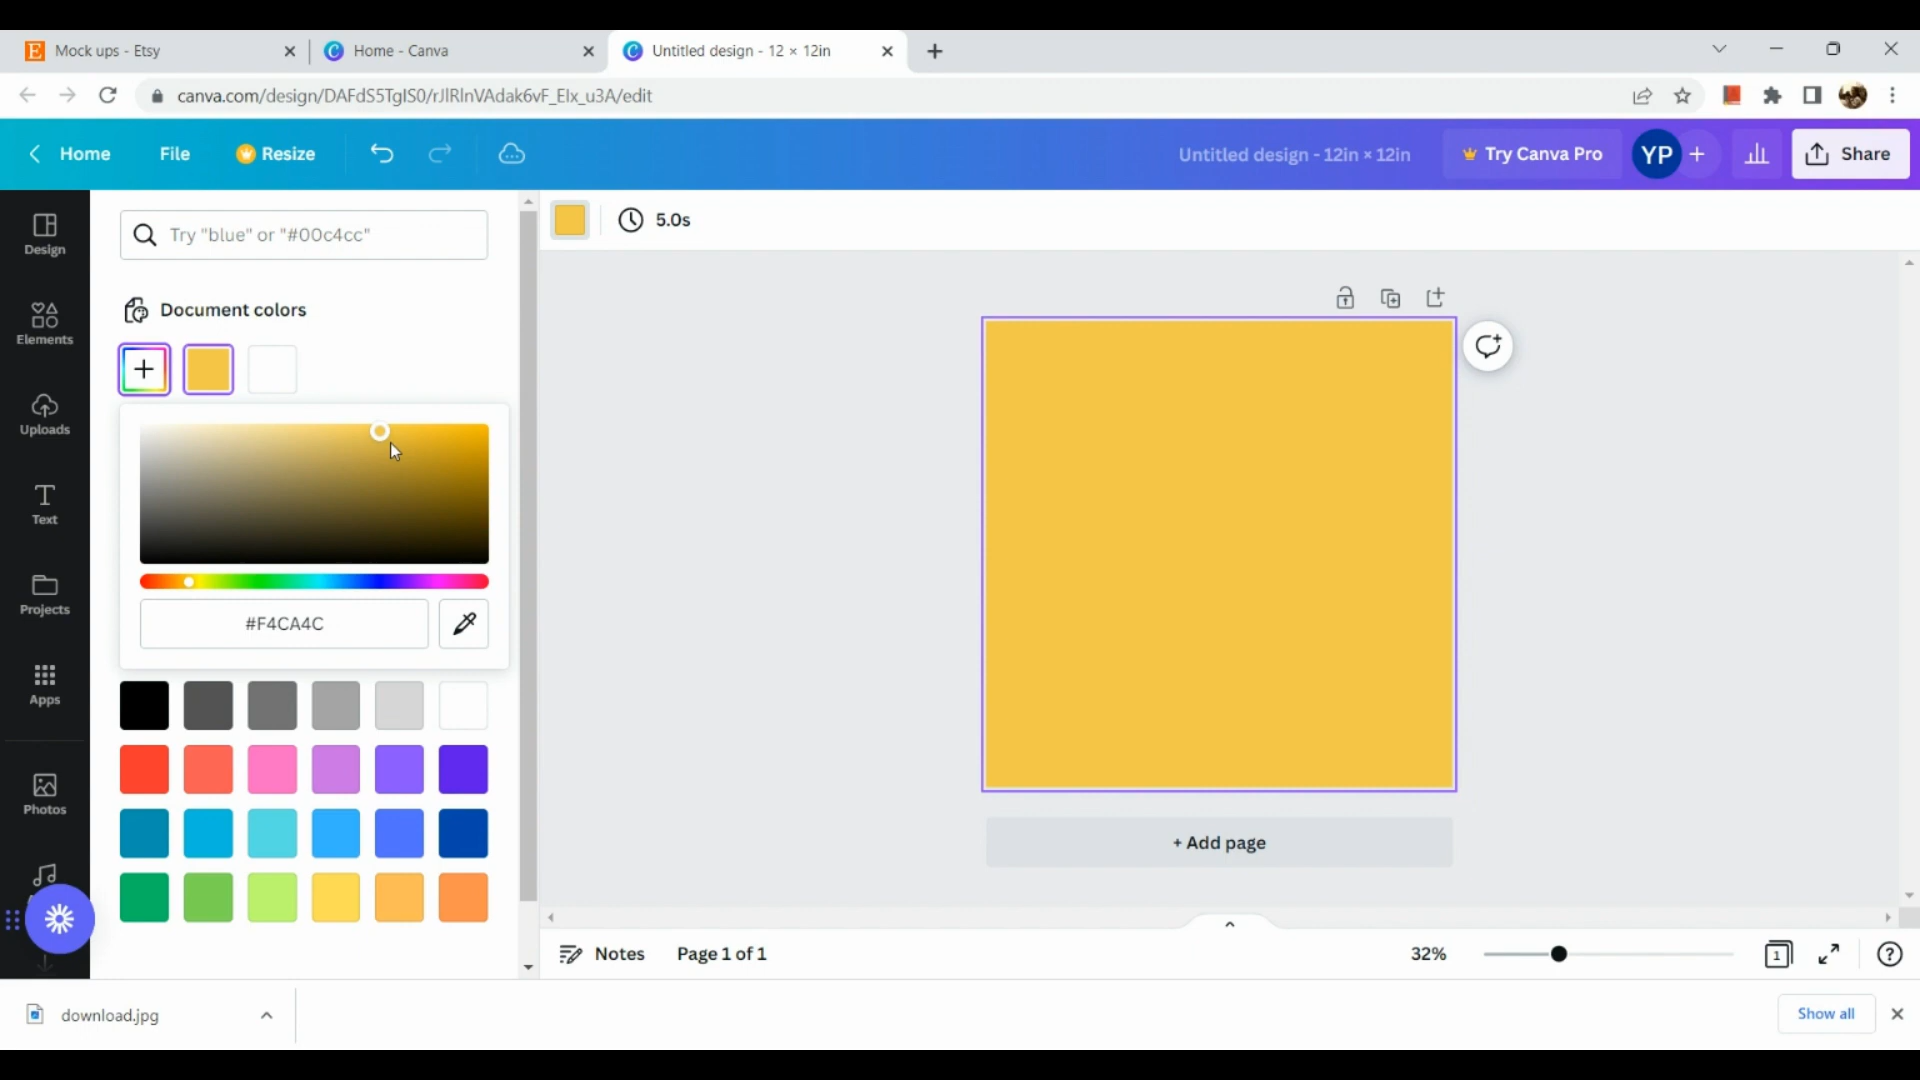 Mock ups - Etsy
Home - Canva
Untitled design - 12 × 12in
canva.com/design/DAFdS5TgIS0/rJlRlnVAdak6vF_EIx_u3A/edit
Home
File
Resize
Untitled design - 12in × 12in
Try Canva Pro
YP
Share
Design
Elements
Uploads
Text
Projects
Apps
Photos
Try "blue" or "#00c4cc"
Document colors
#F4CA4C
5.0s
+ Add page
Notes
Page 1 of 1
32%
1
download.jpg
Show all